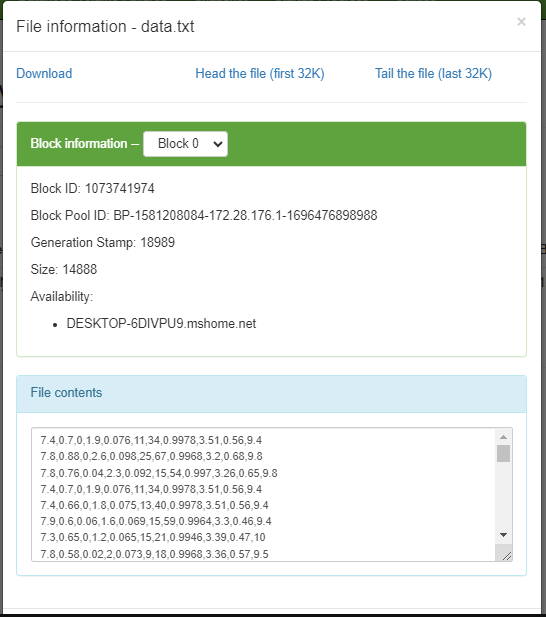 File information - data.txt
×
Download
Head the file (first 32K)
Tail the file (last 32K)
Block information -- Block 0
Block ID: 1073741974
Block Pool ID: BP-1581208084-172.28.176.1-1696476898988
Generation Stamp: 18989
Size: 14888
Availability:
• DESKTOP-6DIVPU9.mshome.net
File contents
7.4,0.7,0,1.9,0.076,11,34,0.9978,3.51,0.56,9.4
7.8,0.88,0,2.6,0.098,25,67,0.9968,3.2,0.68,9.8
7.8,0.76,0.04,2.3,0.092,15,54,0.997,3.26,0.65,9.8
7.4,0.7,0,1.9,0.076,11,34,0.9978,3.51,0.56,9.4
7.4,0.66,0,1.8,0.075,13,40,0.9978,3.51,0.56,9.4
7.9,0.6,0.06,1.6,0.069,15,59,0.9964,3.3,0.46,9.4
7.3,0.65,0,1.2,0.065,15,21,0.9946,3.39,0.47,10
7.8,0.58,0.02,2,0.073,9,18,0.9968,3.36,0.57,9.5